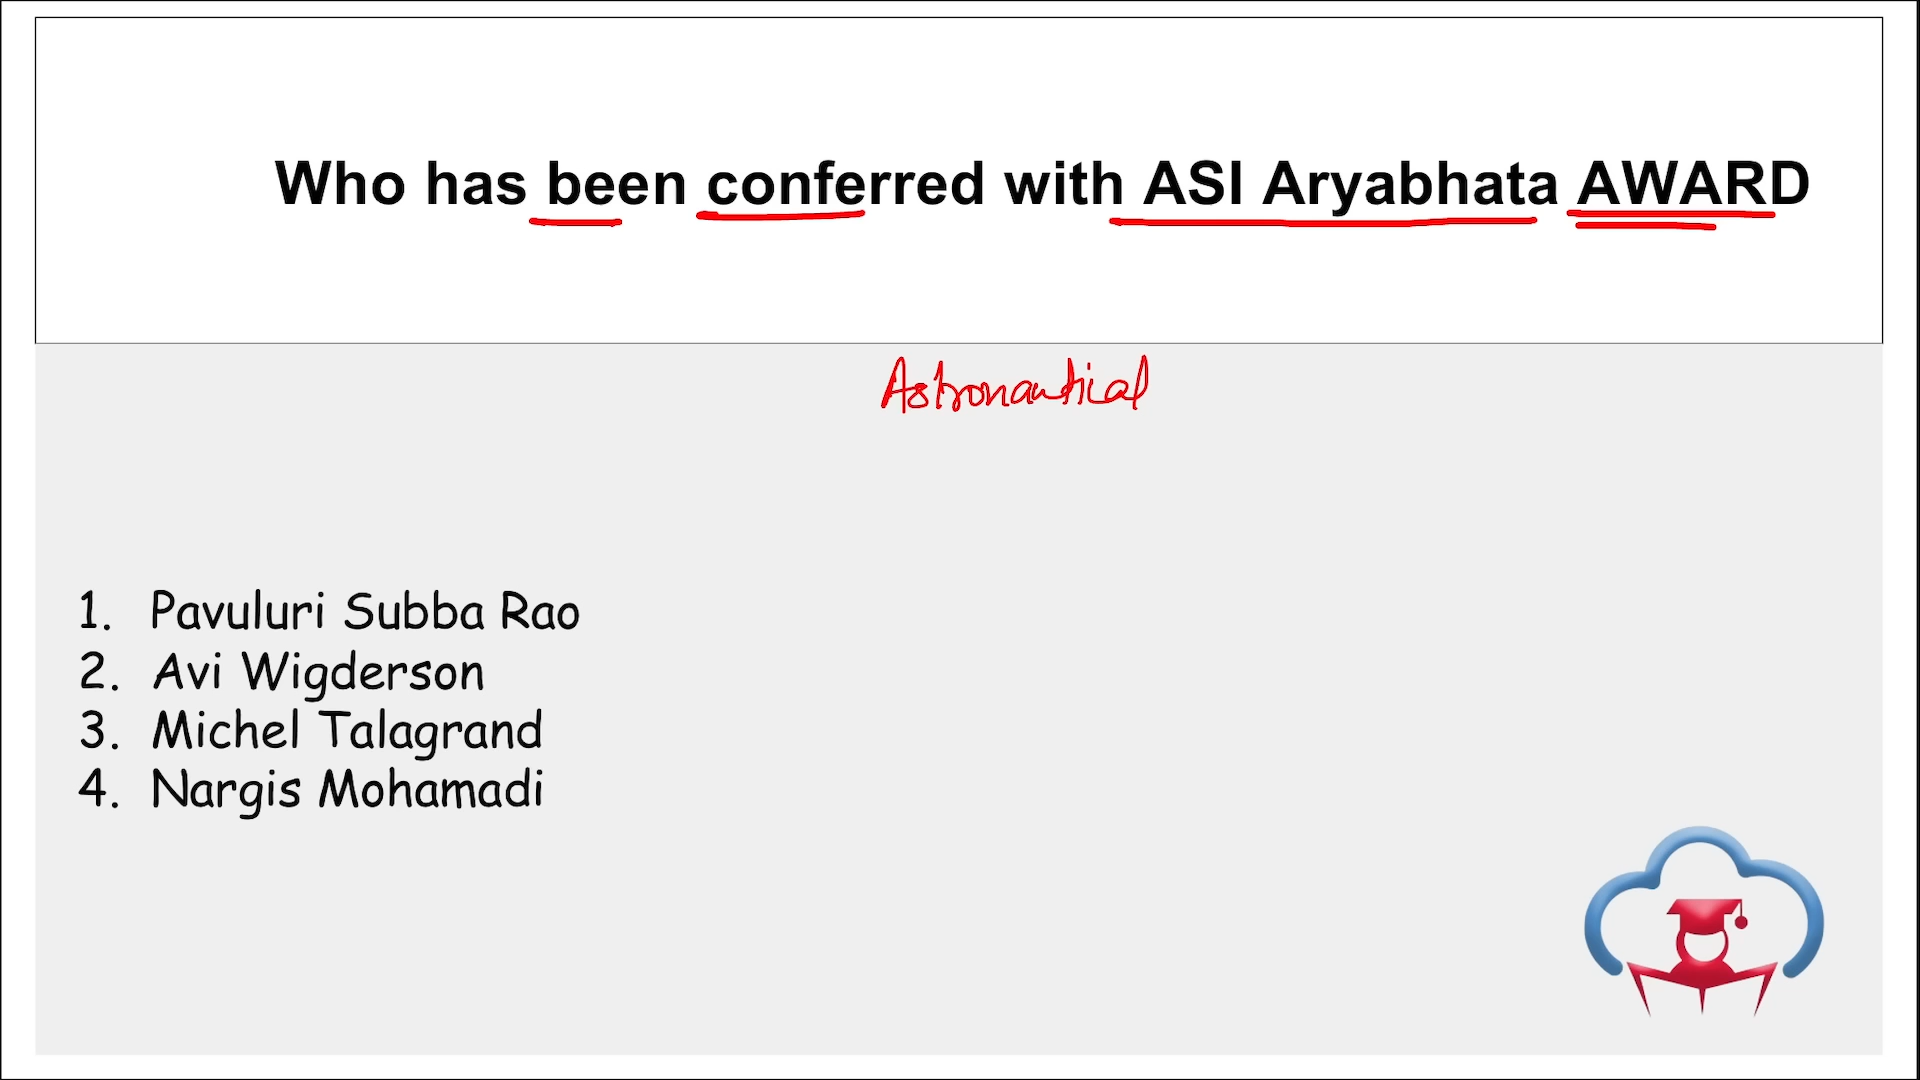 Who has been conferred with ASI Aryabhata AWARD
Astronautical
1. Pavuluri Subba Rao
2. Avi Wigderson
3. Michel Talagrand
4. Nargis Mohamadi